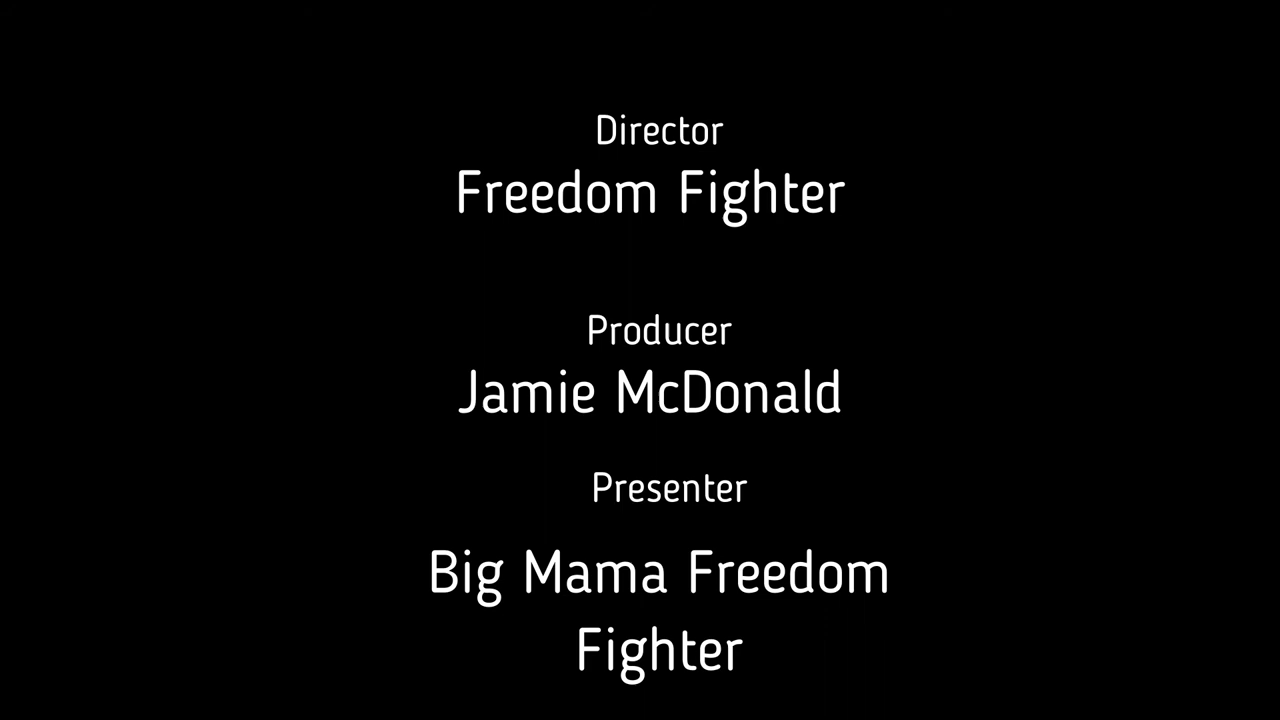 Director
Freedom Fighter
Producer
Jamie McDonald
Presenter
Big Mama Freedom
Fighter